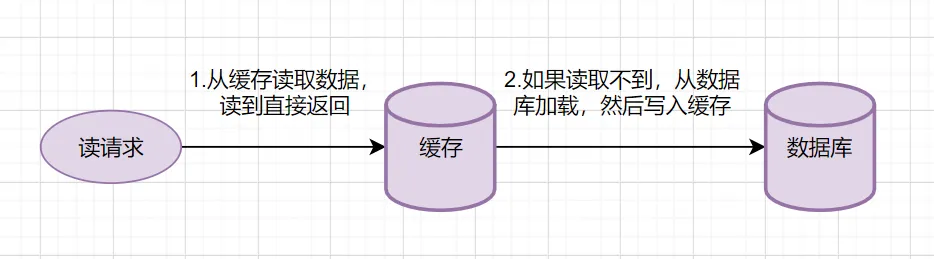 1.从缓存读取数据，
读到直接返回
2.如果读取不到，从数据
库加载，然后写入缓存
读请求
缓存
数据库